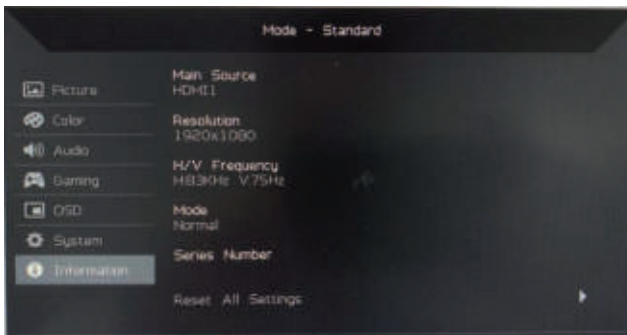 Mode - Standard
Picture
Color
Audio
Gaming
OSD
System
Information
Main Source
HDMI1
Resolution
1920x1080
H/V Frequency
H:83KHz V:75Hz
Mode
Normal
Series Number
Reset All Settings